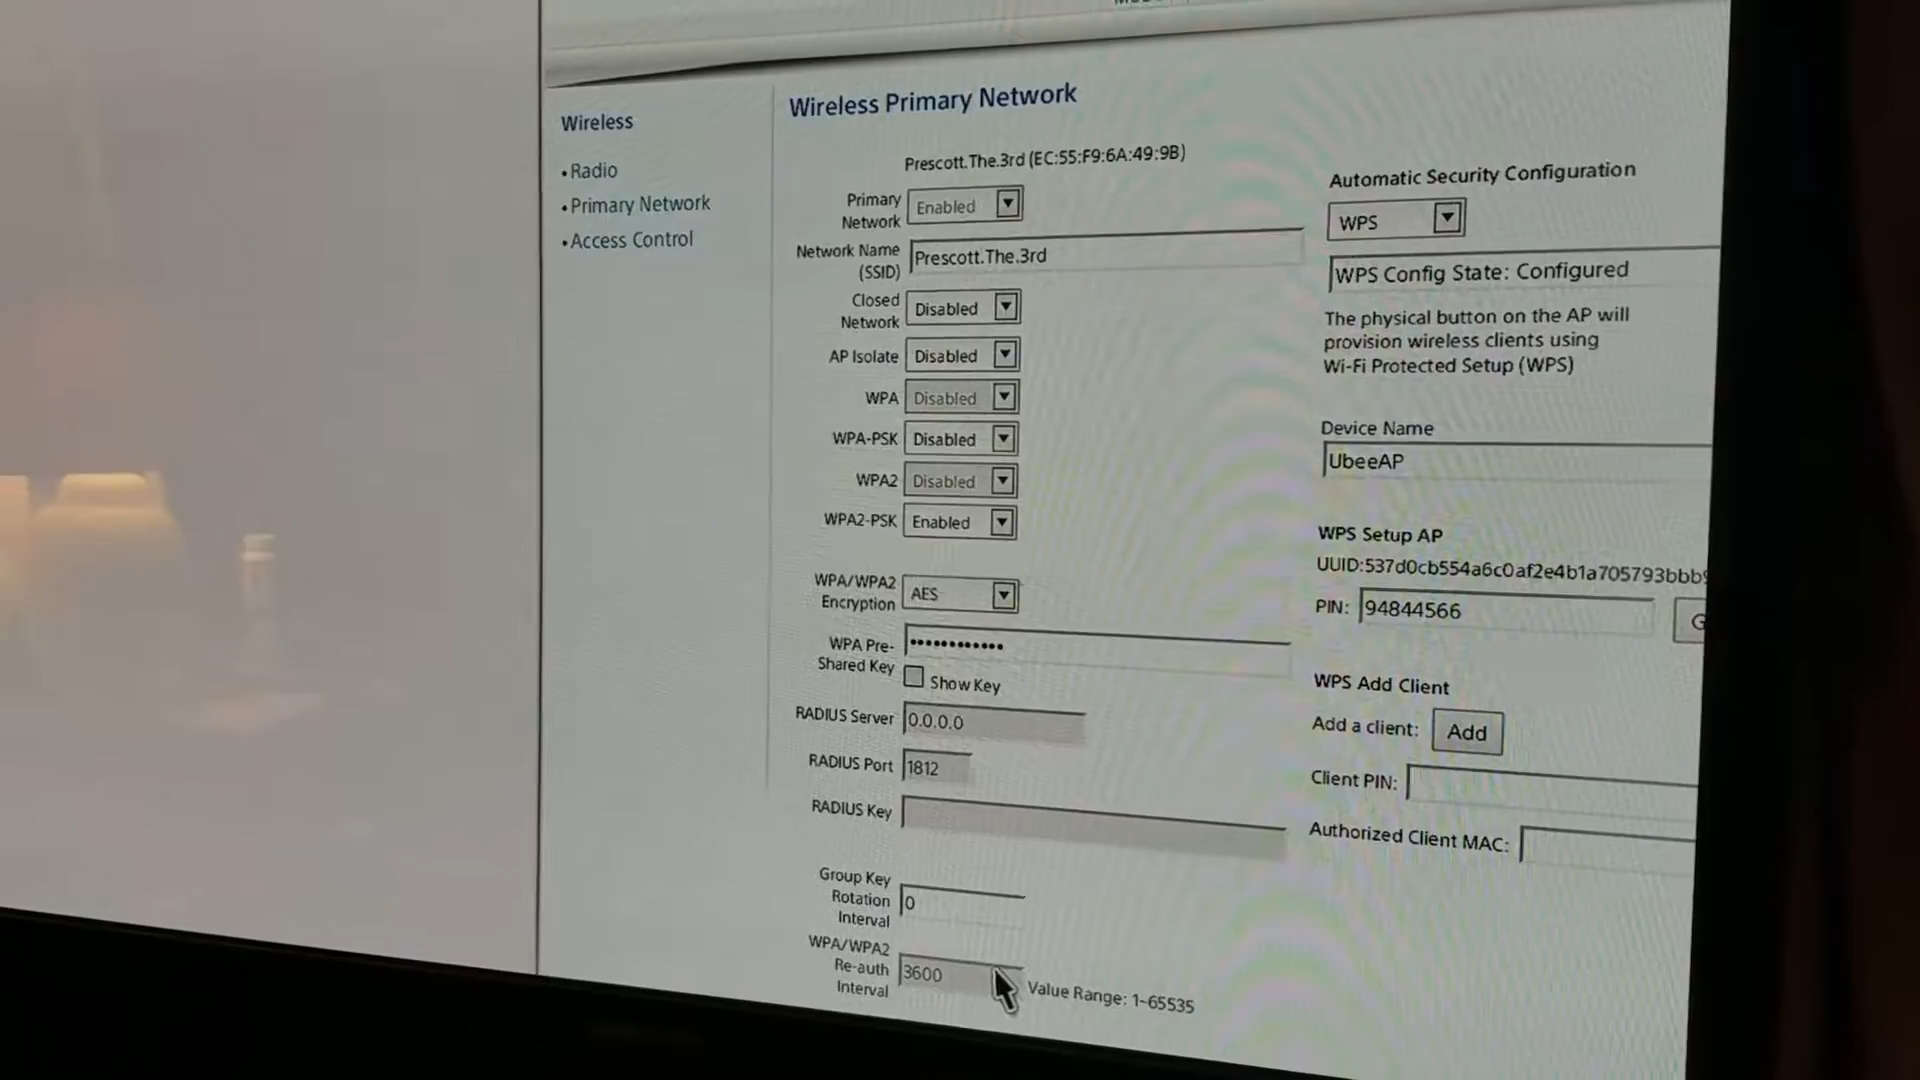 Wireless
•Radio
•Primary Network
•Access Control
Wireless Primary Network
Prescott.The.3rd (EC:55:F9:6A:49:9B)
Primary Network Enabled
Network Name (SSID) Prescott.The.3rd
Closed Network Disabled
AP Isolate Disabled
WPA Disabled
WPA-PSK Disabled
WPA2 Disabled
WPA2-PSK Enabled
WPA/WPA2 Encryption AES
WPA Pre-Shared Key ••••••••••••
Show Key
RADIUS Server 0.0.0.0
RADIUS Port 1812
RADIUS Key
Group Key Rotation Interval 0
WPA/WPA2 Re-auth Interval 3600 Value Range: 1-65535
Automatic Security Configuration
WPS
WPS Config State: Configured
The physical button on the AP will
provision wireless clients using
Wi-Fi Protected Setup (WPS)
Device Name
UbeeAP
WPS Setup AP
UUID:537d0cb554a6c0af2e4b1a705793bbb
PIN: 94844566
WPS Add Client
Add a client: Add
Client PIN:
Authorized Client MAC: